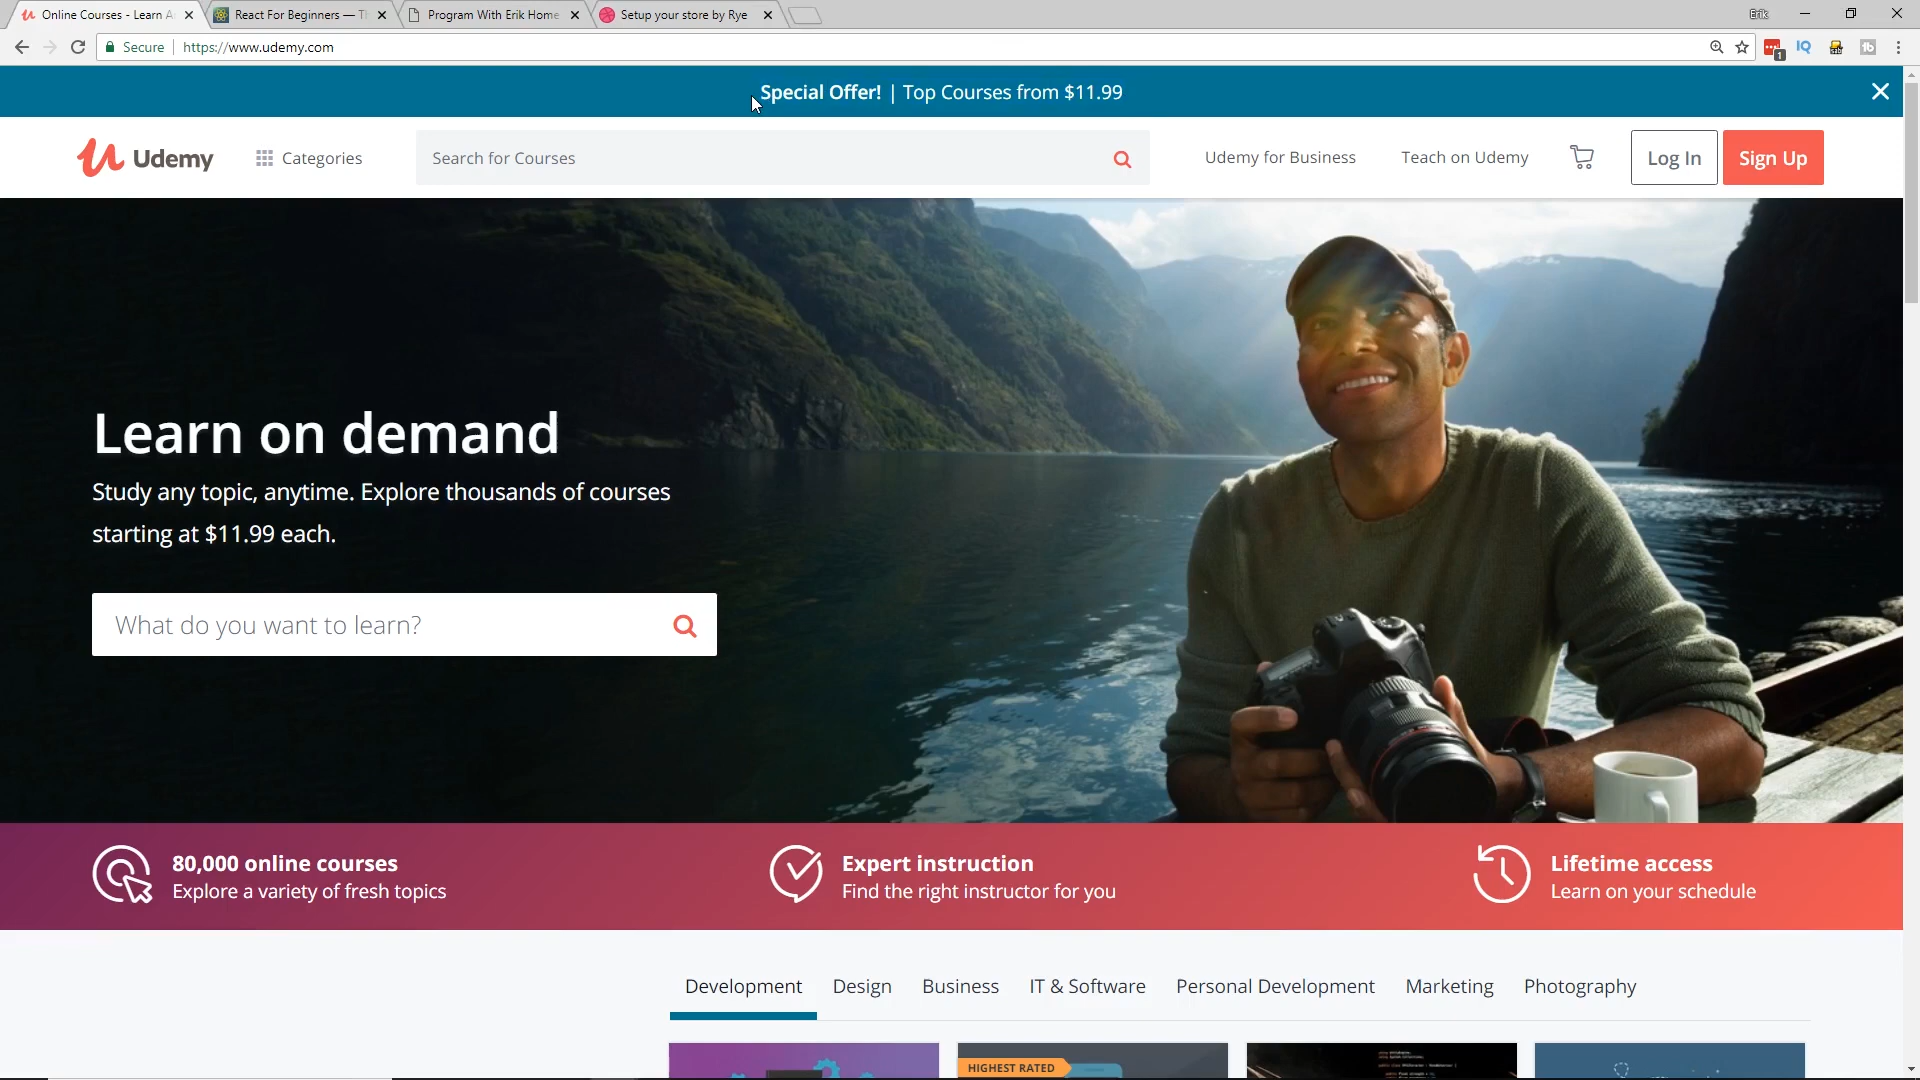 Online Courses - Learn A
React For Beginners — Th
Program With Erik Home
Setup your store by Rye
Erik
Secure
https://www.udemy.com
1
IQ
tb
Special Offer! | Top Courses from $11.99
Udemy
Categories
Search for Courses
Udemy for Business
Teach on Udemy
Log In
Sign Up
Learn on demand
Study any topic, anytime. Explore thousands of courses
starting at $11.99 each.
What do you want to learn?
80,000 online courses
Explore a variety of fresh topics
Expert instruction
Find the right instructor for you
Lifetime access
Learn on your schedule
Development
Design
Business
IT & Software
Personal Development
Marketing
Photography
HIGHEST RATED